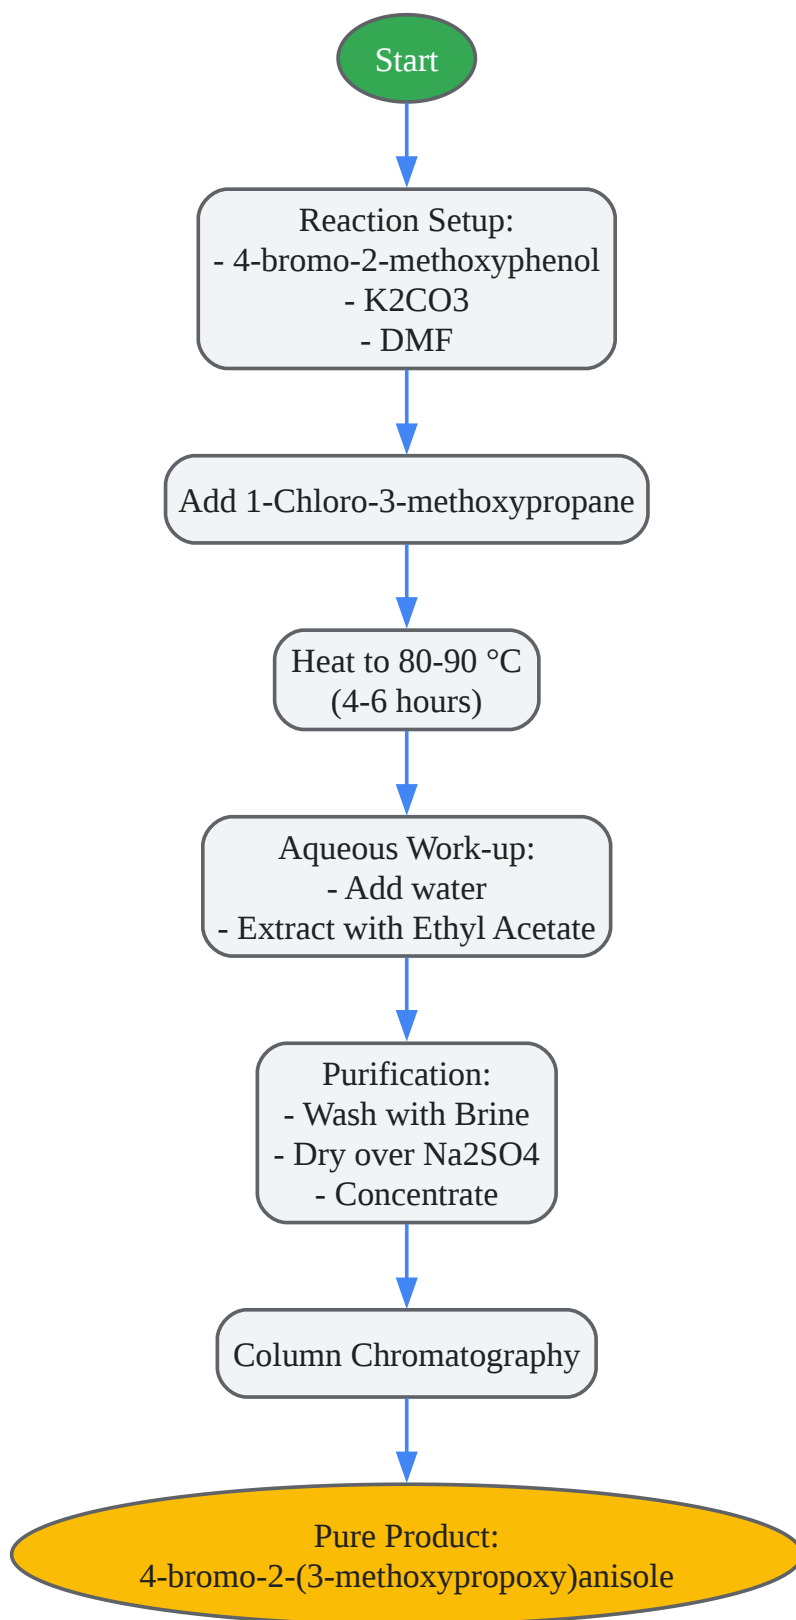 Start
Reaction Setup:
- 4-bromo-2-methoxyphenol
- K2CO3
- DMF
Add 1-Chloro-3-methoxypropane
Heat to 80-90 °C
(4-6 hours)
Aqueous Work-up:
- Add water
- Extract with Ethyl Acetate
Purification:
- Wash with Brine
- Dry over Na2SO4
- Concentrate
Column Chromatography
Pure Product:
4-bromo-2-(3-methoxypropoxy)anisole